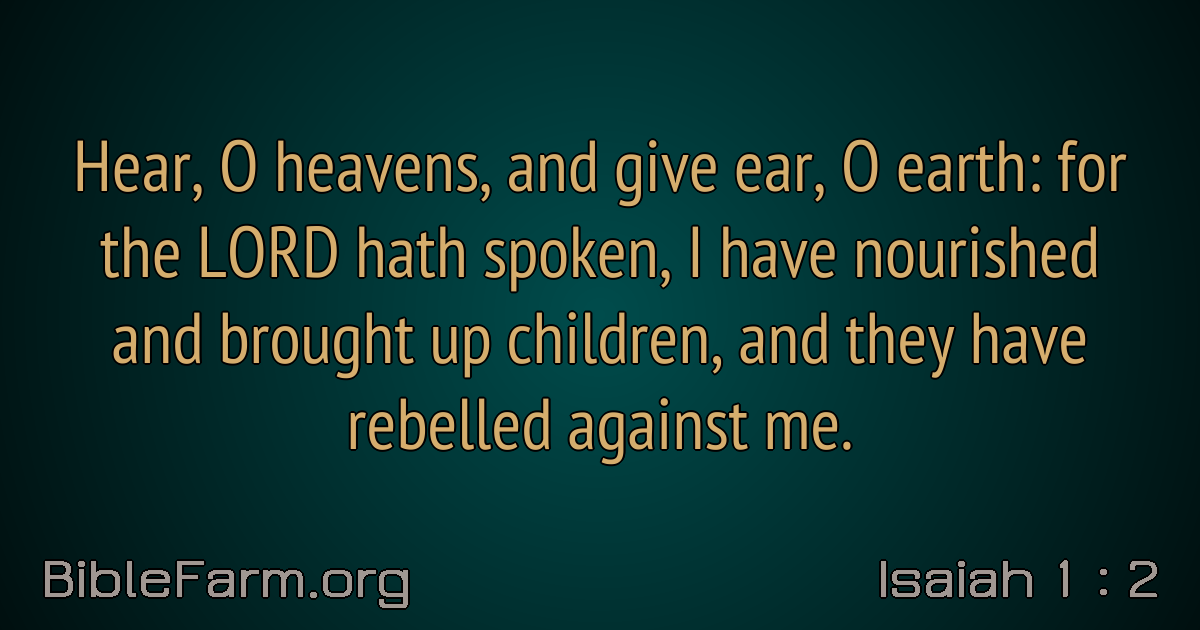 Hear, O heavens, and give ear, O earth: for
the LORD hath spoken, I have nourished
and brought up children, and they have
rebelled against me.
BibleFarm.org
Isaiah 1 : 2